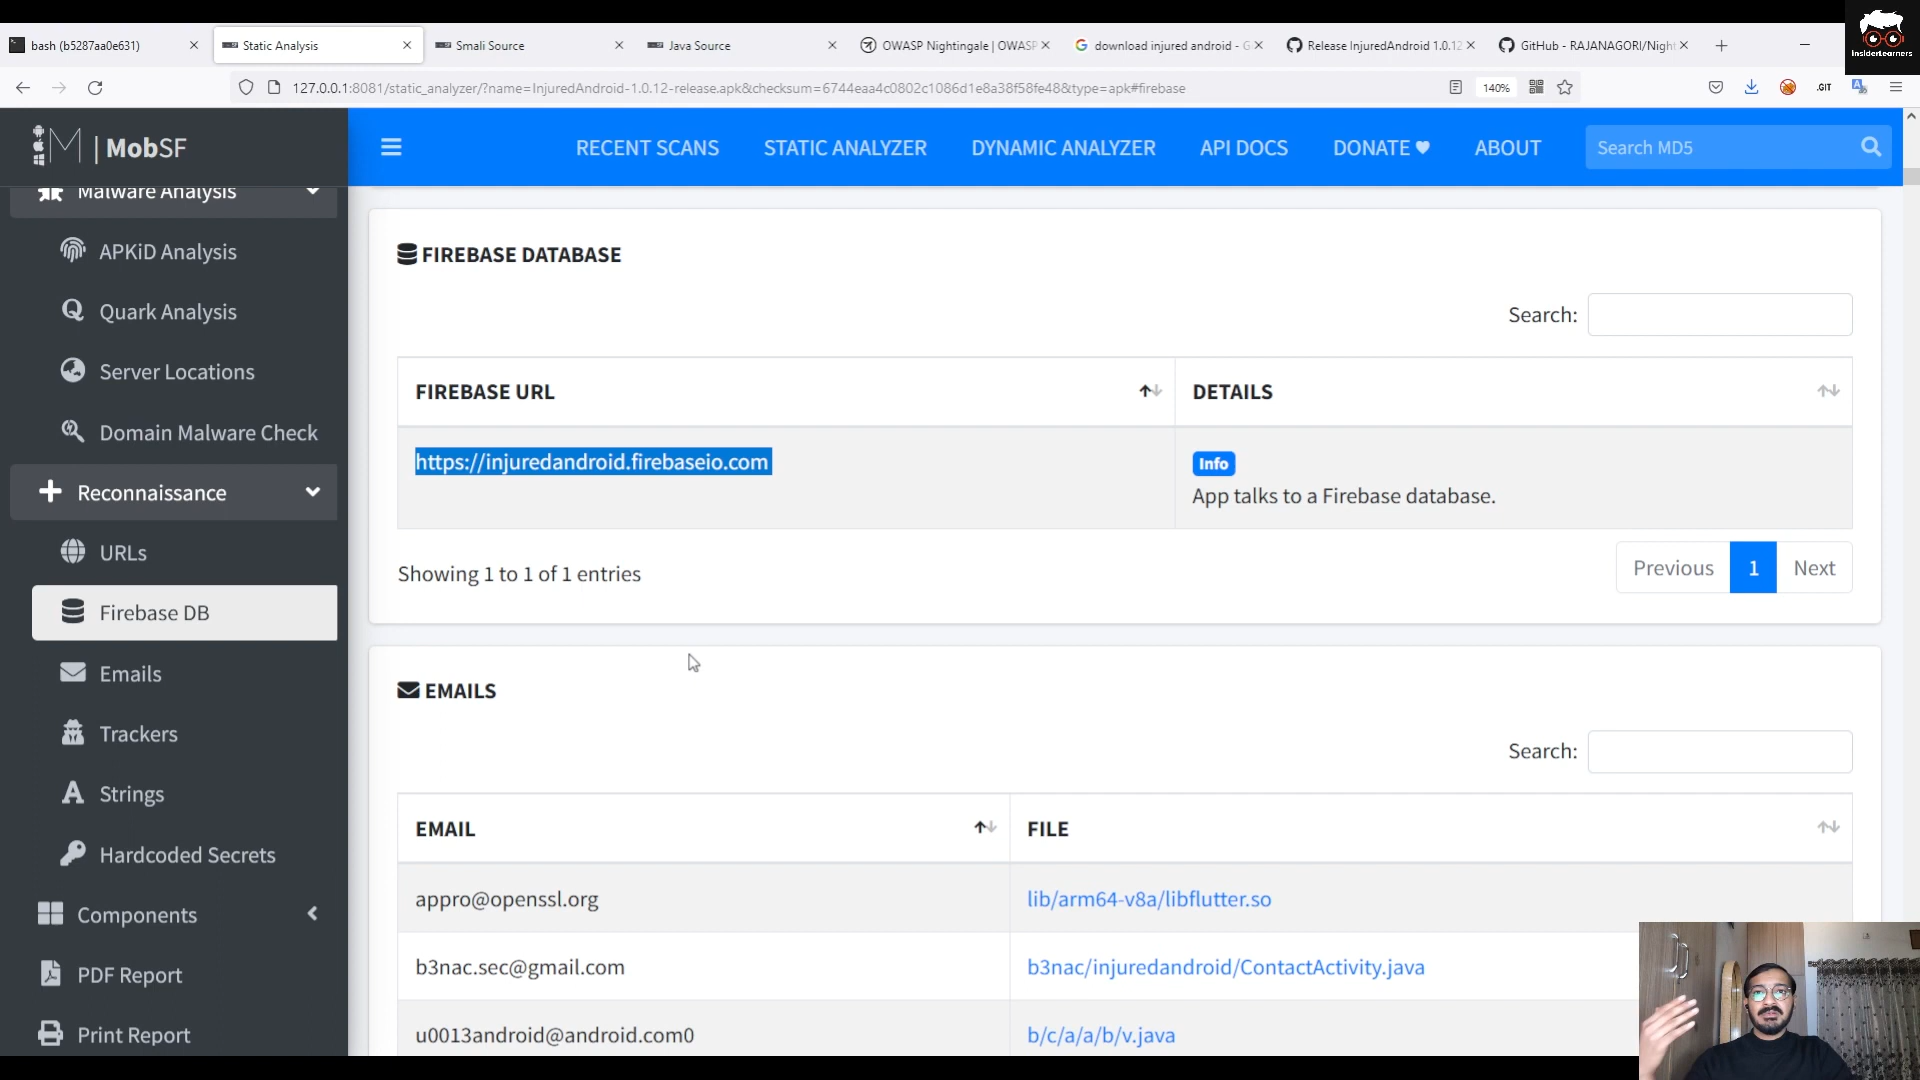 bash (b5287aa0e631)
Static Analysis
Smali Source
Java Source
OWASP Nightingale | OWASP
download injured android - G
Release InjuredAndroid 1.0.12
GitHub - RAJANAGORI/Night
InsiderLearners
127.0.0.1:8081/static_analyzer/?name=InjuredAndroid-1.0.12-release.apk&checksum=6744eaa4c0802c1086d1e8a38f58fe48&type=apk#firebase
140%
.GIT
M | MobSF
RECENT SCANS
STATIC ANALYZER
DYNAMIC ANALYZER
API DOCS
DONATE ♥
ABOUT
Search MD5
Malware Analysis
APKiD Analysis
Quark Analysis
Server Locations
Domain Malware Check
Reconnaissance
URLs
Firebase DB
Emails
Trackers
Strings
Hardcoded Secrets
Components
PDF Report
Print Report
FIREBASE DATABASE
Search:
FIREBASE URL
DETAILS
https://injuredandroid.firebaseio.com
Info
App talks to a Firebase database.
Showing 1 to 1 of 1 entries
Previous
1
Next
EMAILS
Search:
EMAIL
FILE
appro@openssl.org
lib/arm64-v8a/libflutter.so
b3nac.sec@gmail.com
b3nac/injuredandroid/ContactActivity.java
u0013android@android.com0
b/c/a/a/b/v.java